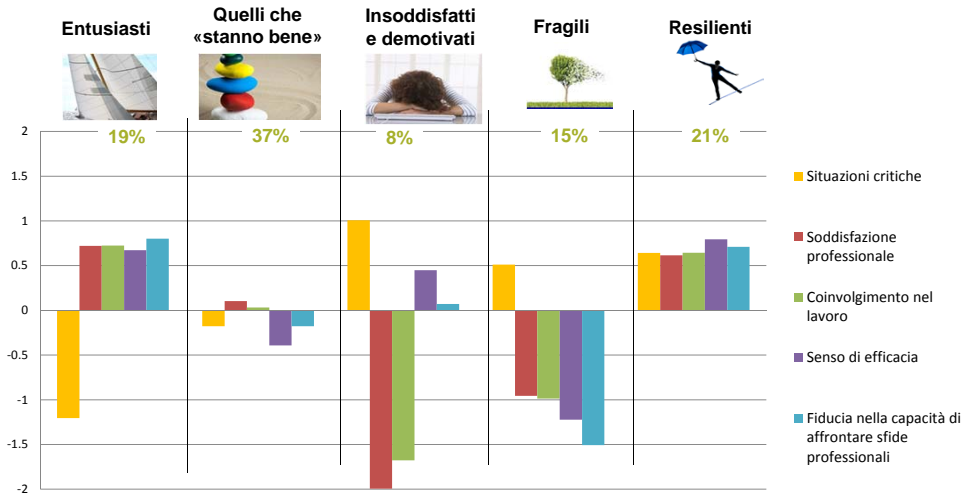 Entusiasti
Quelli che
«stanno bene»
Insoddisfatti
e demotivati
Fragili
Resilienti
19%
37%
8%
15%
21%
2
1.5
1
0.5
0
-0.5
-1
-1.5
-2
Situazioni critiche
Soddisfazione
professionale
Coinvolgimento nel
lavoro
Senso di efficacia
Fiducia nella capacità di
affrontare sfide
professionali